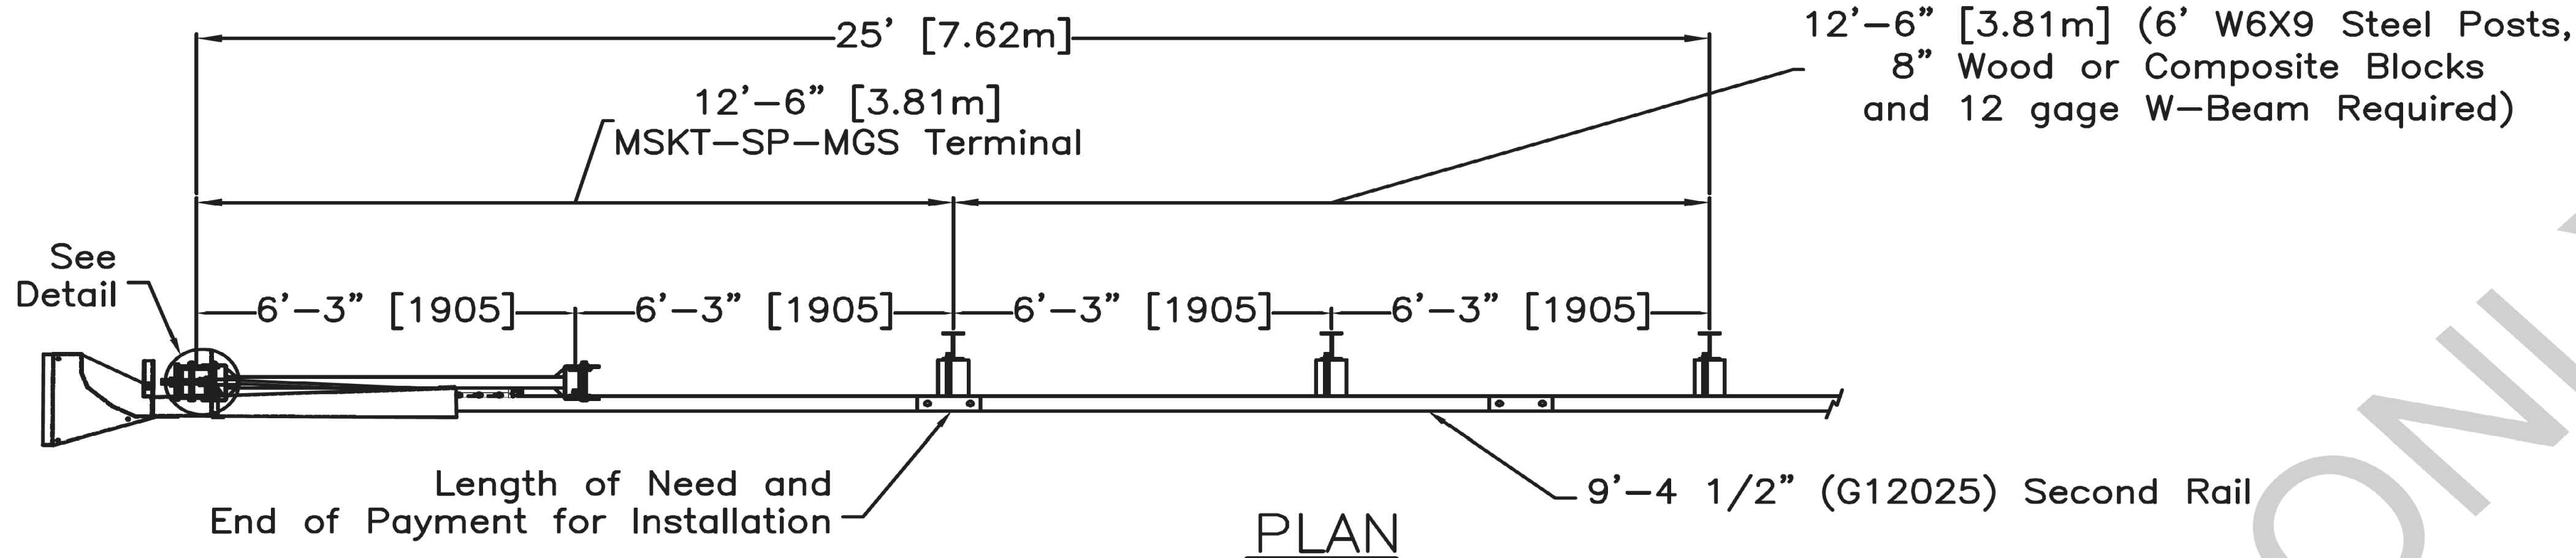 25' [7.62m]
12'-6" [3.81m] (6' W6X9 Steel Posts,
8" Wood or Composite Blocks
and 12 gage W-Beam Required)
12'-6" [3.81m]
MSKT-SP-MGS Terminal
See
Detail
6'-3" [1905] 6'-3" [1905] 6'-3" [1905] 6'-3" [1905]
Length of Need and
End of Payment for Installation
9'-4 1/2" (G12025) Second Rail
PLAN